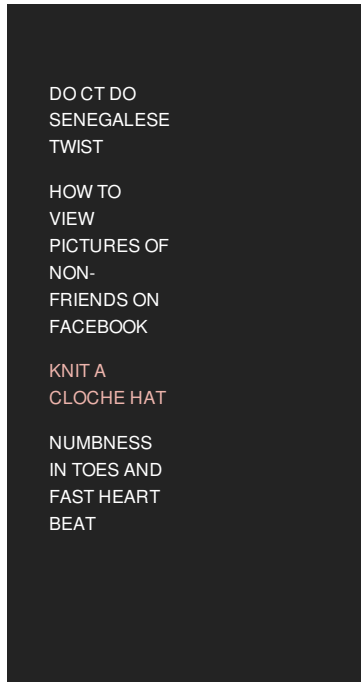 DO CT DO
SENEGALESE
TWIST
HOW TO
VIEW
PICTURES OF
NON-
FRIENDS ON
FACEBOOK
KNIT A
CLOCHE HAT
NUMBNESS
IN TOES AND
FAST HEART
BEAT